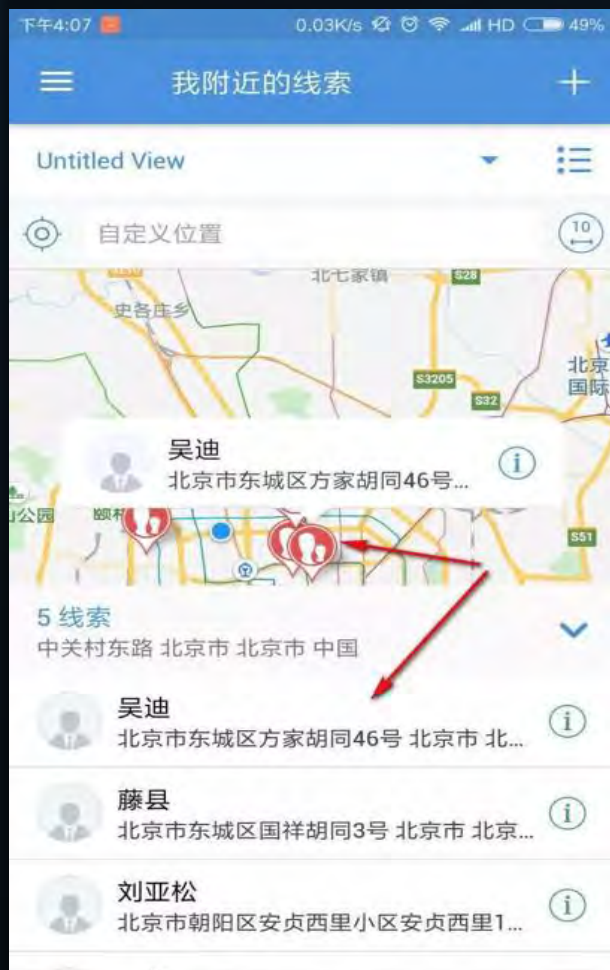 下午4:07
0.03K/s
HD
49%
我附近的线索
Untitled View
自定义位置
10
北七家镇
S28
史各庄乡
S3205
北京
国际
S32
吴迪
北京市东城区方家胡同46号...
公园
S51
5 线索
中关村东路 北京市 北京市 中国
吴迪
北京市东城区方家胡同46号 北京市 北...
藤县
北京市东城区国祥胡同3号 北京市 北京...
刘亚松
北京市朝阳区安贞西里小区安贞西里1...